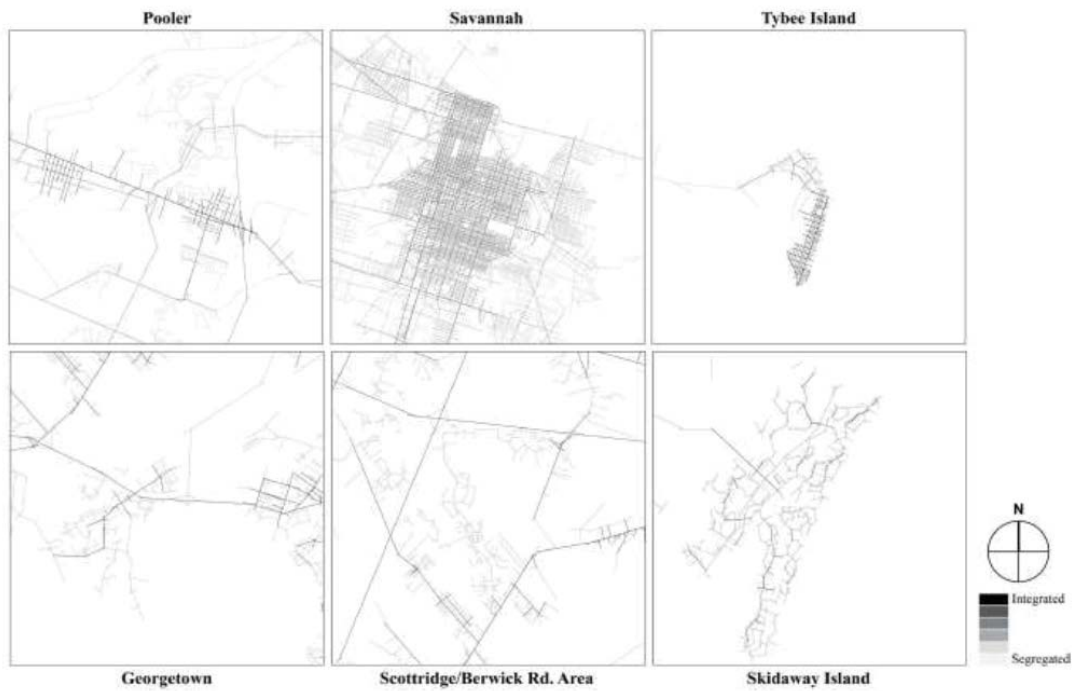 Pooler
Savannah
Tybee Island
N
Integrated
Segregated
Georgetown
Scottridge/Berwick Rd. Area
Skidaway Island